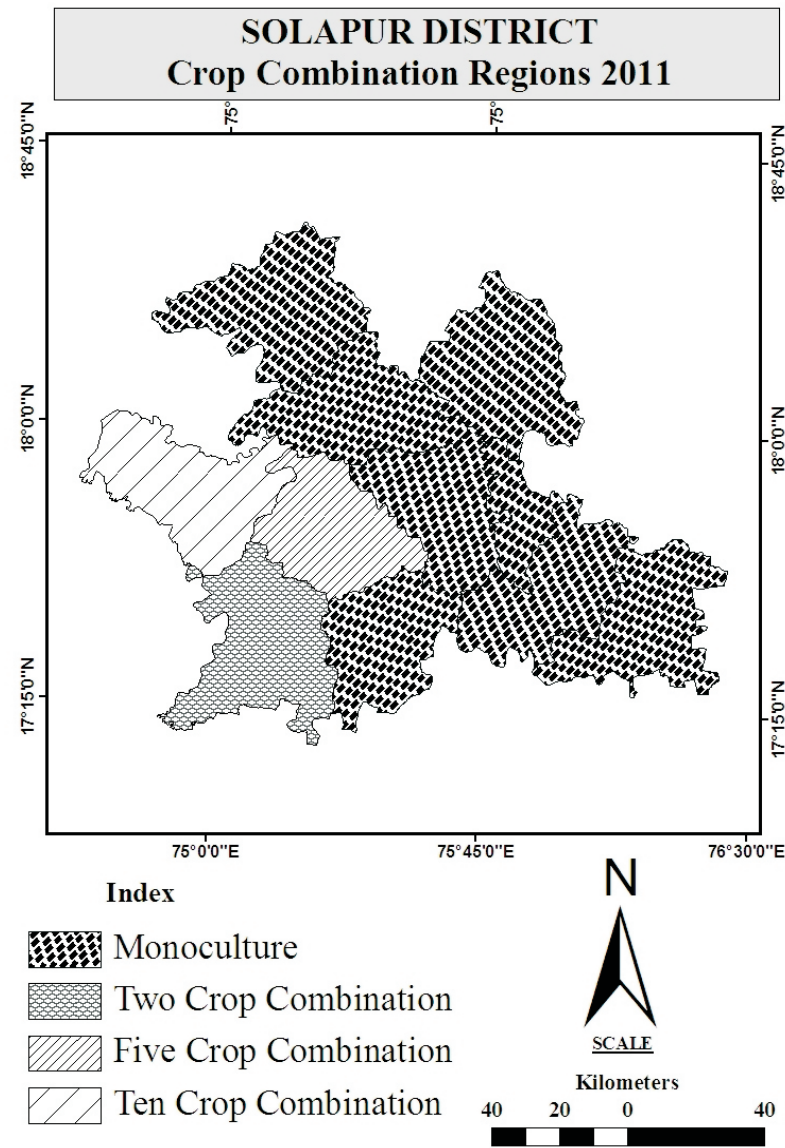 SOLAPUR DISTRICT
Crop Combination Regions 2011
75°
75°
18°45'0"N
18°45'0"N
18°0'0"N
18°0'0"N
17°15'0"N
17°15'0"N
75°0'0"E
75°45'0"E
76°30'0"E
Index
Monoculture
Two Crop Combination
Five Crop Combination
Ten Crop Combination
N
SCALE
Kilometers
40 20 0 40